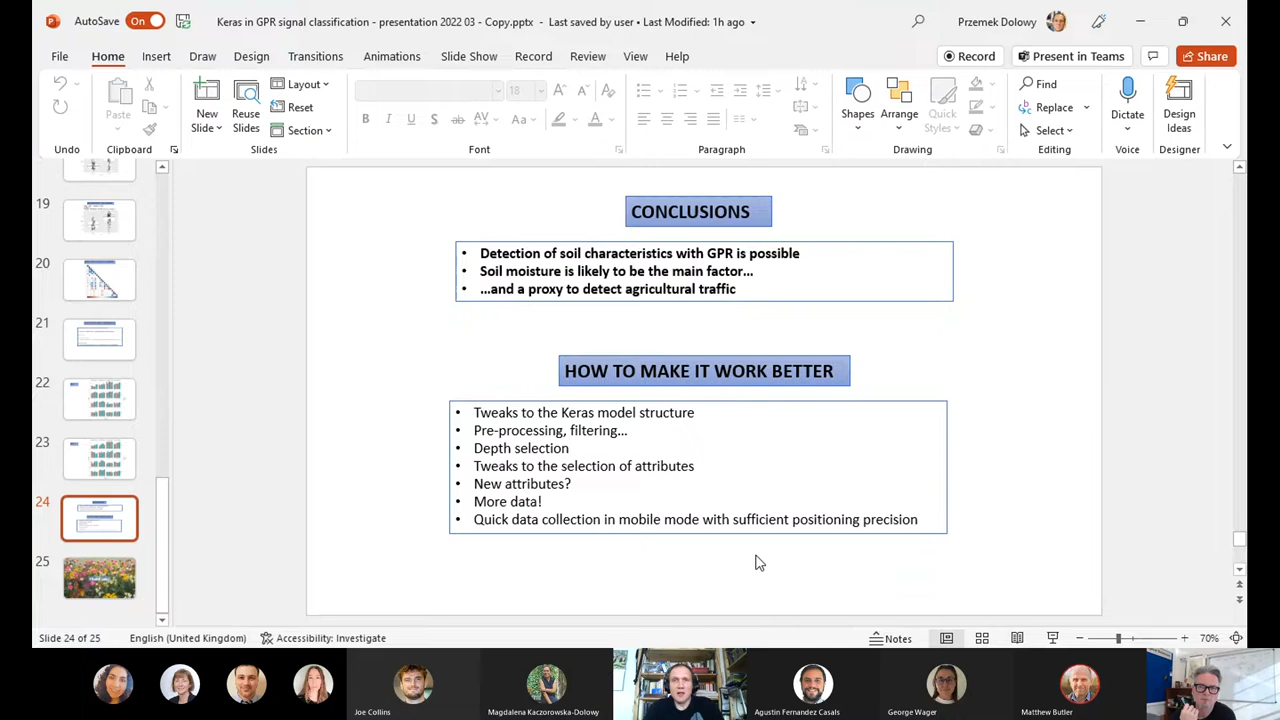 AutoSave On Keras in GPR signal classification - presentation 2022 03 - Copy.pptx - Last saved by user • Last Modified: 1h ago Przemek Dolowy
File Home Insert Draw Design Transitions Animations Slide Show Record Review View Help Record Present in Teams Share
Paste
New Slide
Reuse Slides
Layout
Reset
Section
18
B I U S ab AV Aa A
Shapes
Arrange
Quick Styles
Find
Replace
Select
Dictate
Design Ideas
Undo Clipboard Slides Font Paragraph Drawing Editing Voice Designer
19
20
21
22
23
24
25
CONCLUSIONS
• Detection of soil characteristics with GPR is possible
• Soil moisture is likely to be the main factor…
• …and a proxy to detect agricultural traffic
HOW TO MAKE IT WORK BETTER
• Tweaks to the Keras model structure
• Pre-processing, filtering…
• Depth selection
• Tweaks to the selection of attributes
• New attributes?
• More data!
• Quick data collection in mobile mode with sufficient positioning precision
Slide 24 of 25 English (United Kingdom) Accessibility: Investigate Notes 70%
Joe Collins
Magdalena Kaczorowska-Dolowy
Agustin Fernandez Casals
George Wager
Matthew Butler